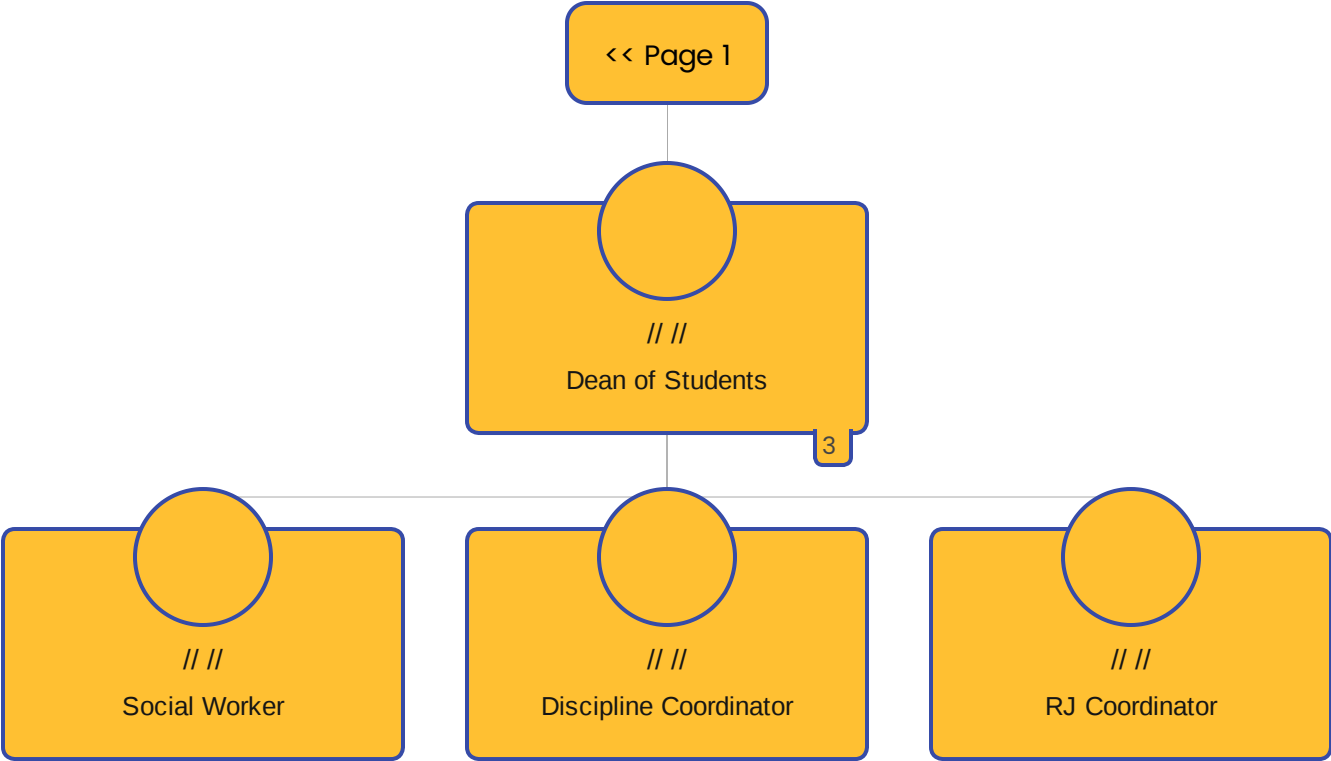 << Page 1
// //
Dean of Students
3
// //
Social Worker
// //
Discipline Coordinator
// //
RJ Coordinator